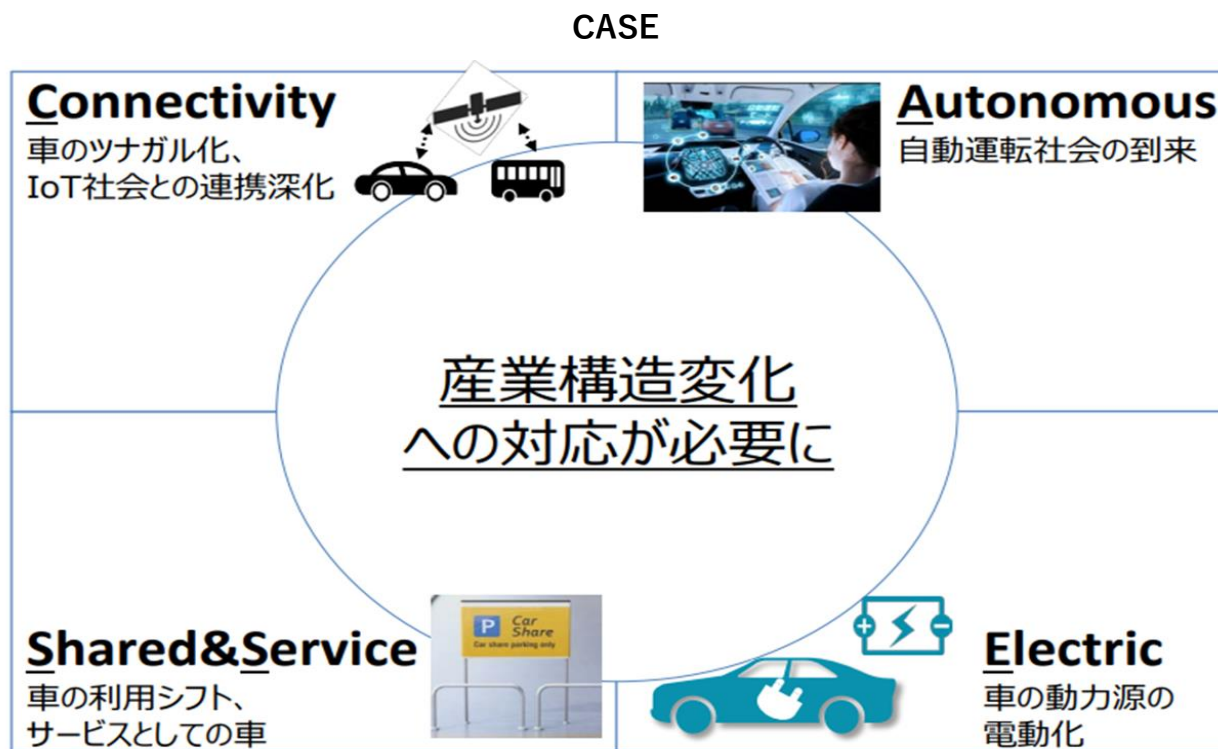 CASE
Connectivity
車のツナガル化、
IoT社会との連携深化
Autonomous
自動運転社会の到来
産業構造変化
への対応が必要に
Shared&Service
車の利用シフト、
サービスとしての車
P Car
Share
Car share parking only
Electric
車の動力源の
電動化